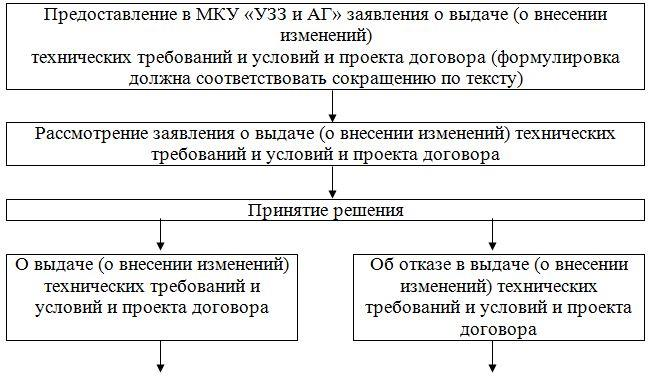 Предоставление в МКУ «УЗЗ и АГ» заявления о выдаче (о внесении
изменений)
технических требований и условий и проекта договора (формулировка
должна соответствовать сокращению по тексту)
Рассмотрение заявления о выдаче (о внесении изменений) технических
требований и условий и проекта договора
Принятие решения
О выдаче (о внесении изменений)
технических требований и
условий и проекта договора
Об отказе в выдаче (о внесении
изменений) технических
требований и условий и проекта
договора